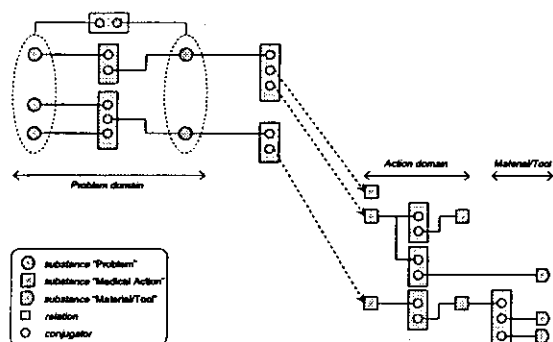 Action domain
Material/Tool
Problem domain
substance "Problem"
substance "Medical Action"
substance "Material/Tool"
relation
conjugator